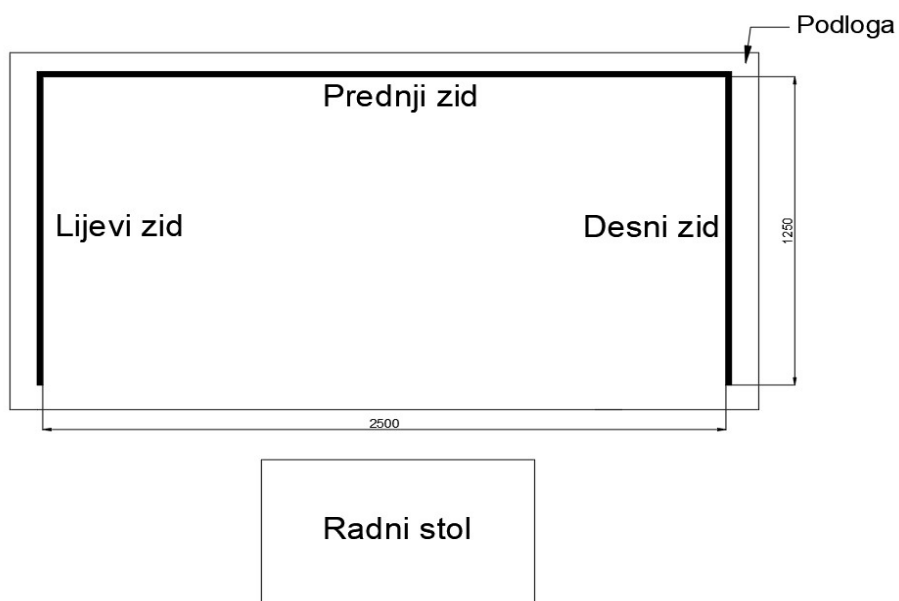 Podloga
Prednji zid
Lijevi zid
Desni zid
1250
2500
Radni stol